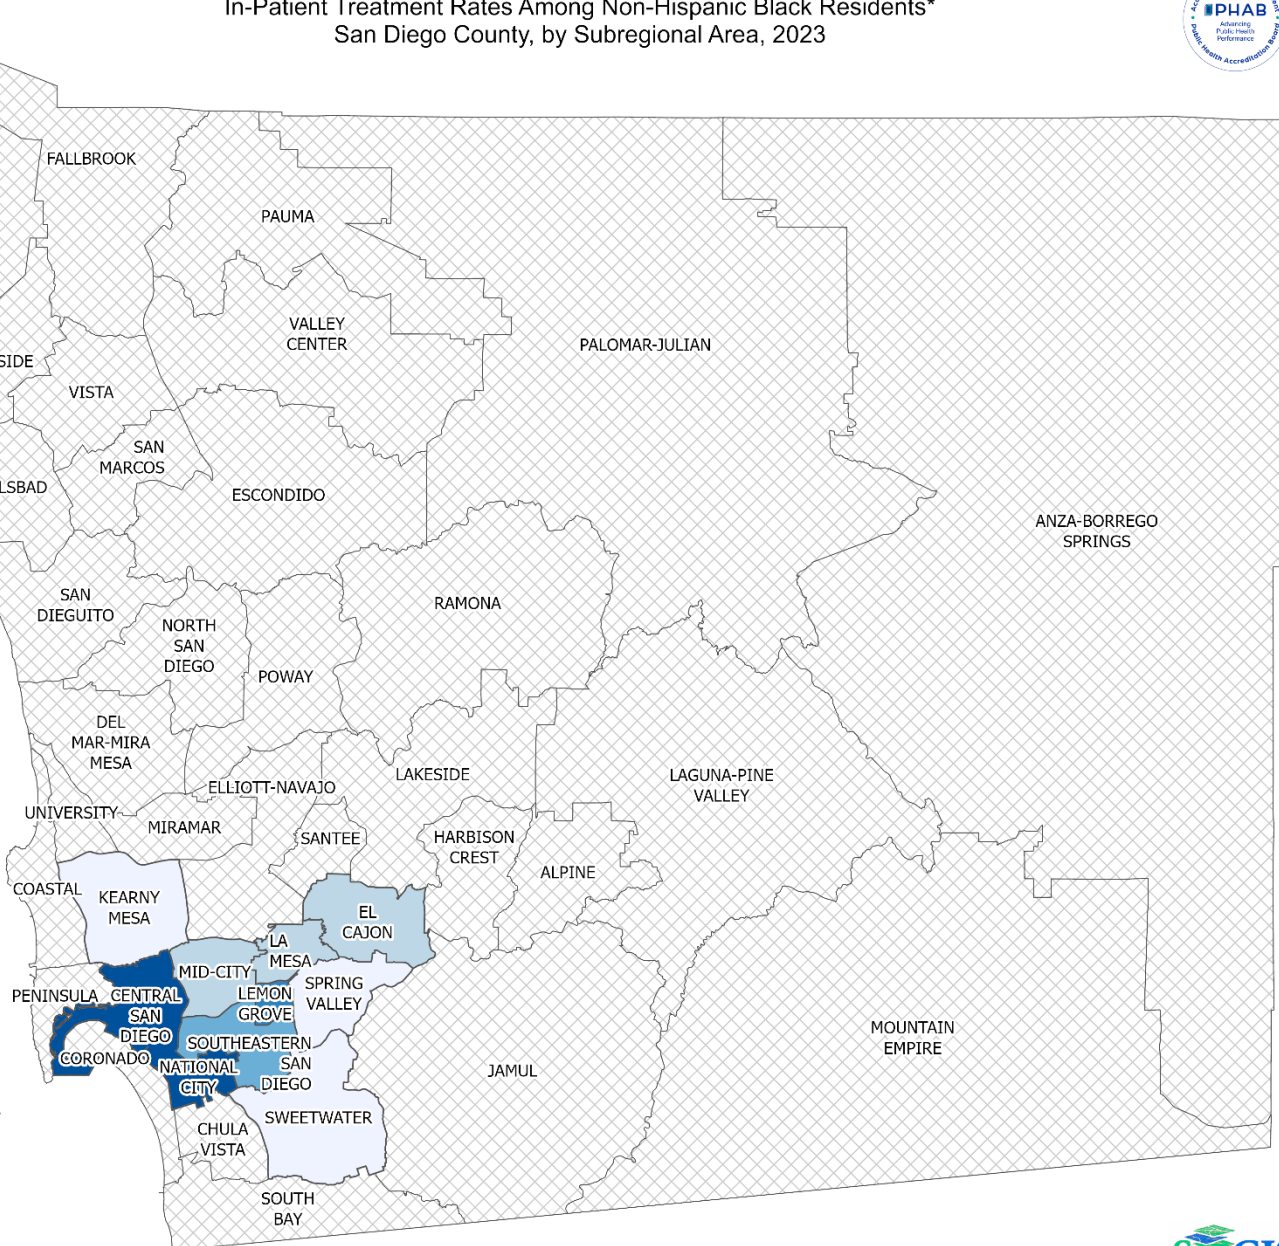 In-Patient Treatment Rates Among Non-Hispanic Black Residents*
San Diego County, by Subregional Area, 2023
PHAB
Advancing
Public Health
Performance
Public Health Accreditation Board
FALLBROOK
PAUMA
VALLEY
CENTER
PALOMAR-JULIAN
SIDE
VISTA
SAN
MARCOS
LSBAD
ESCONDIDO
ANZA-BORREGO
SPRINGS
SAN
DIEGUITO
RAMONA
NORTH
SAN
DIEGO
POWAY
DEL
MAR-MIRA
MESA
LAKESIDE
LAGUNA-PINE
VALLEY
ELLIOTT-NAVAJO
UNIVERSITY
MIRAMAR
SANTEE
HARBISON
CREST
ALPINE
COASTAL
KEARNY
MESA
EL
CAJON
LA
MESA
MID-CITY
SPRING
VALLEY
PENINSULA
CENTRAL
SAN
DIEGO
LEMON
GROVE
SOUTHEASTERN
SAN
DIEGO
CORONADO
NATIONAL
CITY
MOUNTAIN
EMPIRE
JAMUL
SWEETWATER
CHULA
VISTA
SOUTH
BAY